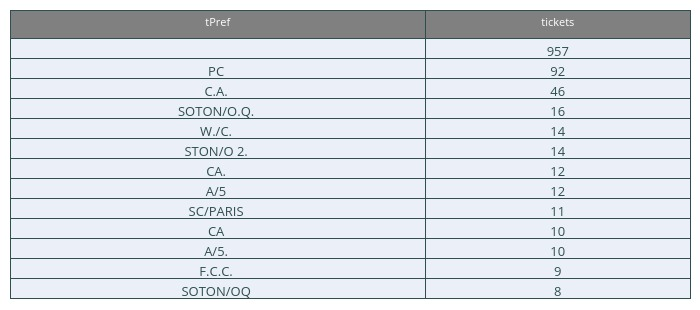 tPref tickets
957
PC 92
C.A. 46
SOTON/O.Q. 16
W./C. 14
STON/O 2. 14
CA. 12
A/5 12
SC/PARIS 11
CA 10
A/5. 10
F.C.C. 9
SOTON/OQ 8